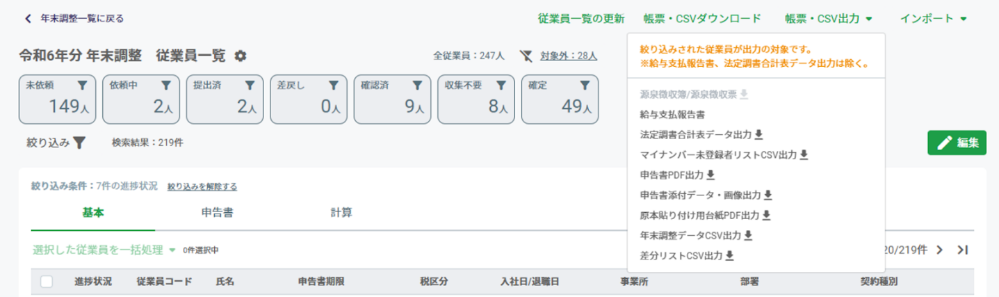 年末調整一覧に戻る
従業員一覧の更新 帳票・CSVダウンロード 帳票・CSV出力 インポート
絞り込みされた従業員が出力の対象です。
※給与支払報告書、法定調書合計表データ出力は除く。
源泉徴収簿/源泉徴収票
給与支払報告書
法定調書合計表データ出力
マイナンバー未登録者リストCSV出力
申告書PDF出力
申告書添付データ・画像出力
原本貼り付け用台紙PDF出力
年末調整データCSV出力
差分リストCSV出力
令和6年分 年末調整 従業員一覧
全従業員：247人 対象外：28人
未依頼 依頼中 提出済 差戻し 確認済 収集不要 確定
149人 2人 2人 0人 9人 8人 49人
絞り込み 検索結果：219件
編集
絞り込み条件：7件の進捗状況 絞り込みを解除する
基本 申告書 計算
選択した従業員を一括処理 0件選択中
20/219件
進捗状況 従業員コード 氏名 申告書期限 税区分 入社日/退職日 事業所 部署 契約種別